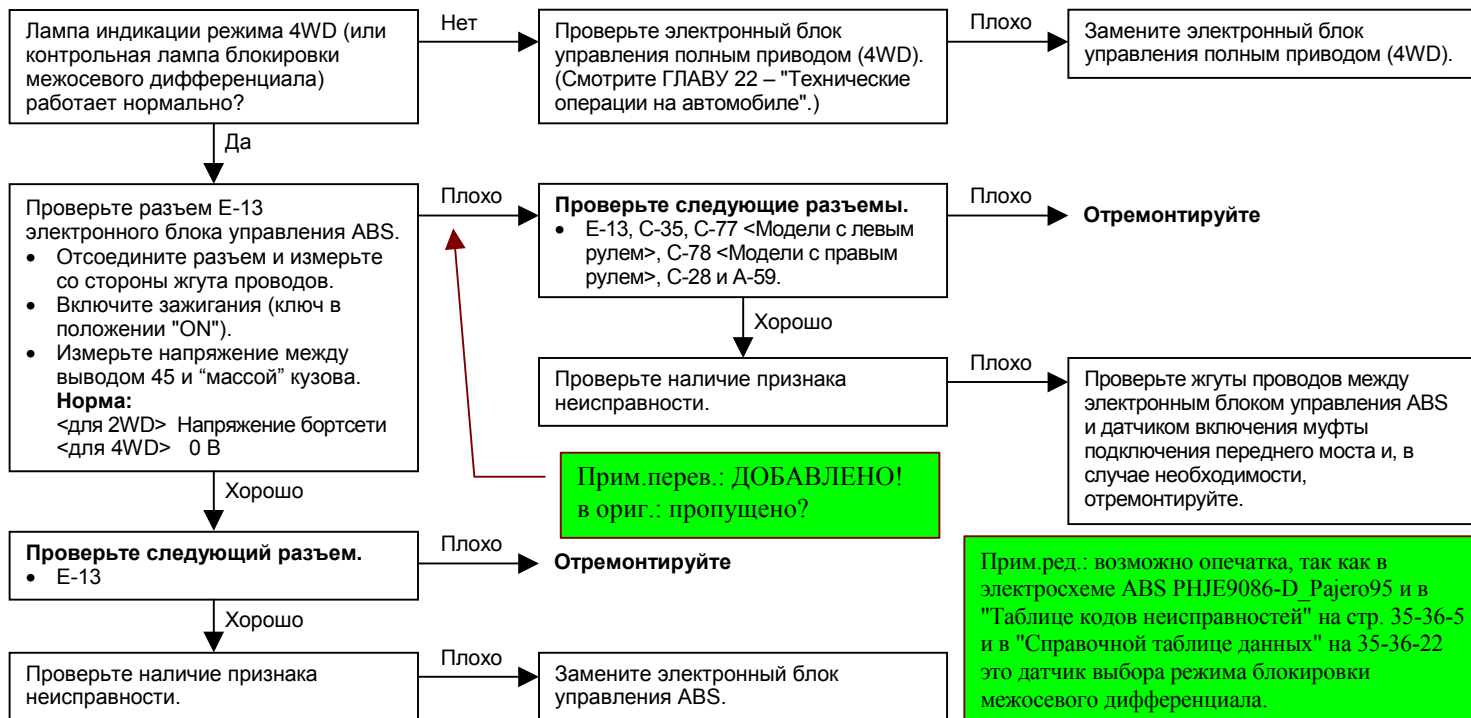 Лампа индикации режима 4WD (или
контрольная лампа блокировки
межосевого дифференциала)
работает нормально?
Нет
Проверьте электронный блок
управления полным приводом (4WD).
(Смотрите ГЛАВУ 22 – "Технические
операции на автомобиле".)
Плохо
Замените электронный блок
управления полным приводом (4WD).
Да
Проверьте разъем E-13
электронного блока управления ABS.
• Отсоедините разъем и измерьте
со стороны жгута проводов.
• Включите зажигания (ключ в
положении "ON").
• Измерьте напряжение между
выводом 45 и “массой” кузова.
Норма:
<для 2WD> Напряжение бортсети
<для 4WD> 0 В
Плохо
Проверьте следующие разъемы.
• E-13, C-35, C-77 <Модели с левым
рулем>, C-78 <Модели с правым
рулем>, C-28 и A-59.
Плохо
Отремонтируйте
Хорошо
Проверьте наличие признака
неисправности.
Плохо
Проверьте жгуты проводов между
электронным блоком управления ABS
и датчиком включения муфты
подключения переднего моста и, в
случае необходимости,
отремонтируйте.
Прим.перев.: ДОБАВЛЕНО!
в ориг.: пропущено?
Хорошо
Проверьте следующий разъем.
• E-13
Плохо
Отремонтируйте
Прим.ред.: возможно опечатка, так как в
электросхеме ABS PHJE9086-D_Pajero95 и в
"Таблице кодов неисправностей" на стр. 35-36-5
и в "Справочной таблице данных" на 35-36-22
это датчик выбора режима блокировки
межосевого дифференциала.
Хорошо
Проверьте наличие признака
неисправности.
Плохо
Замените электронный блок
управления ABS.